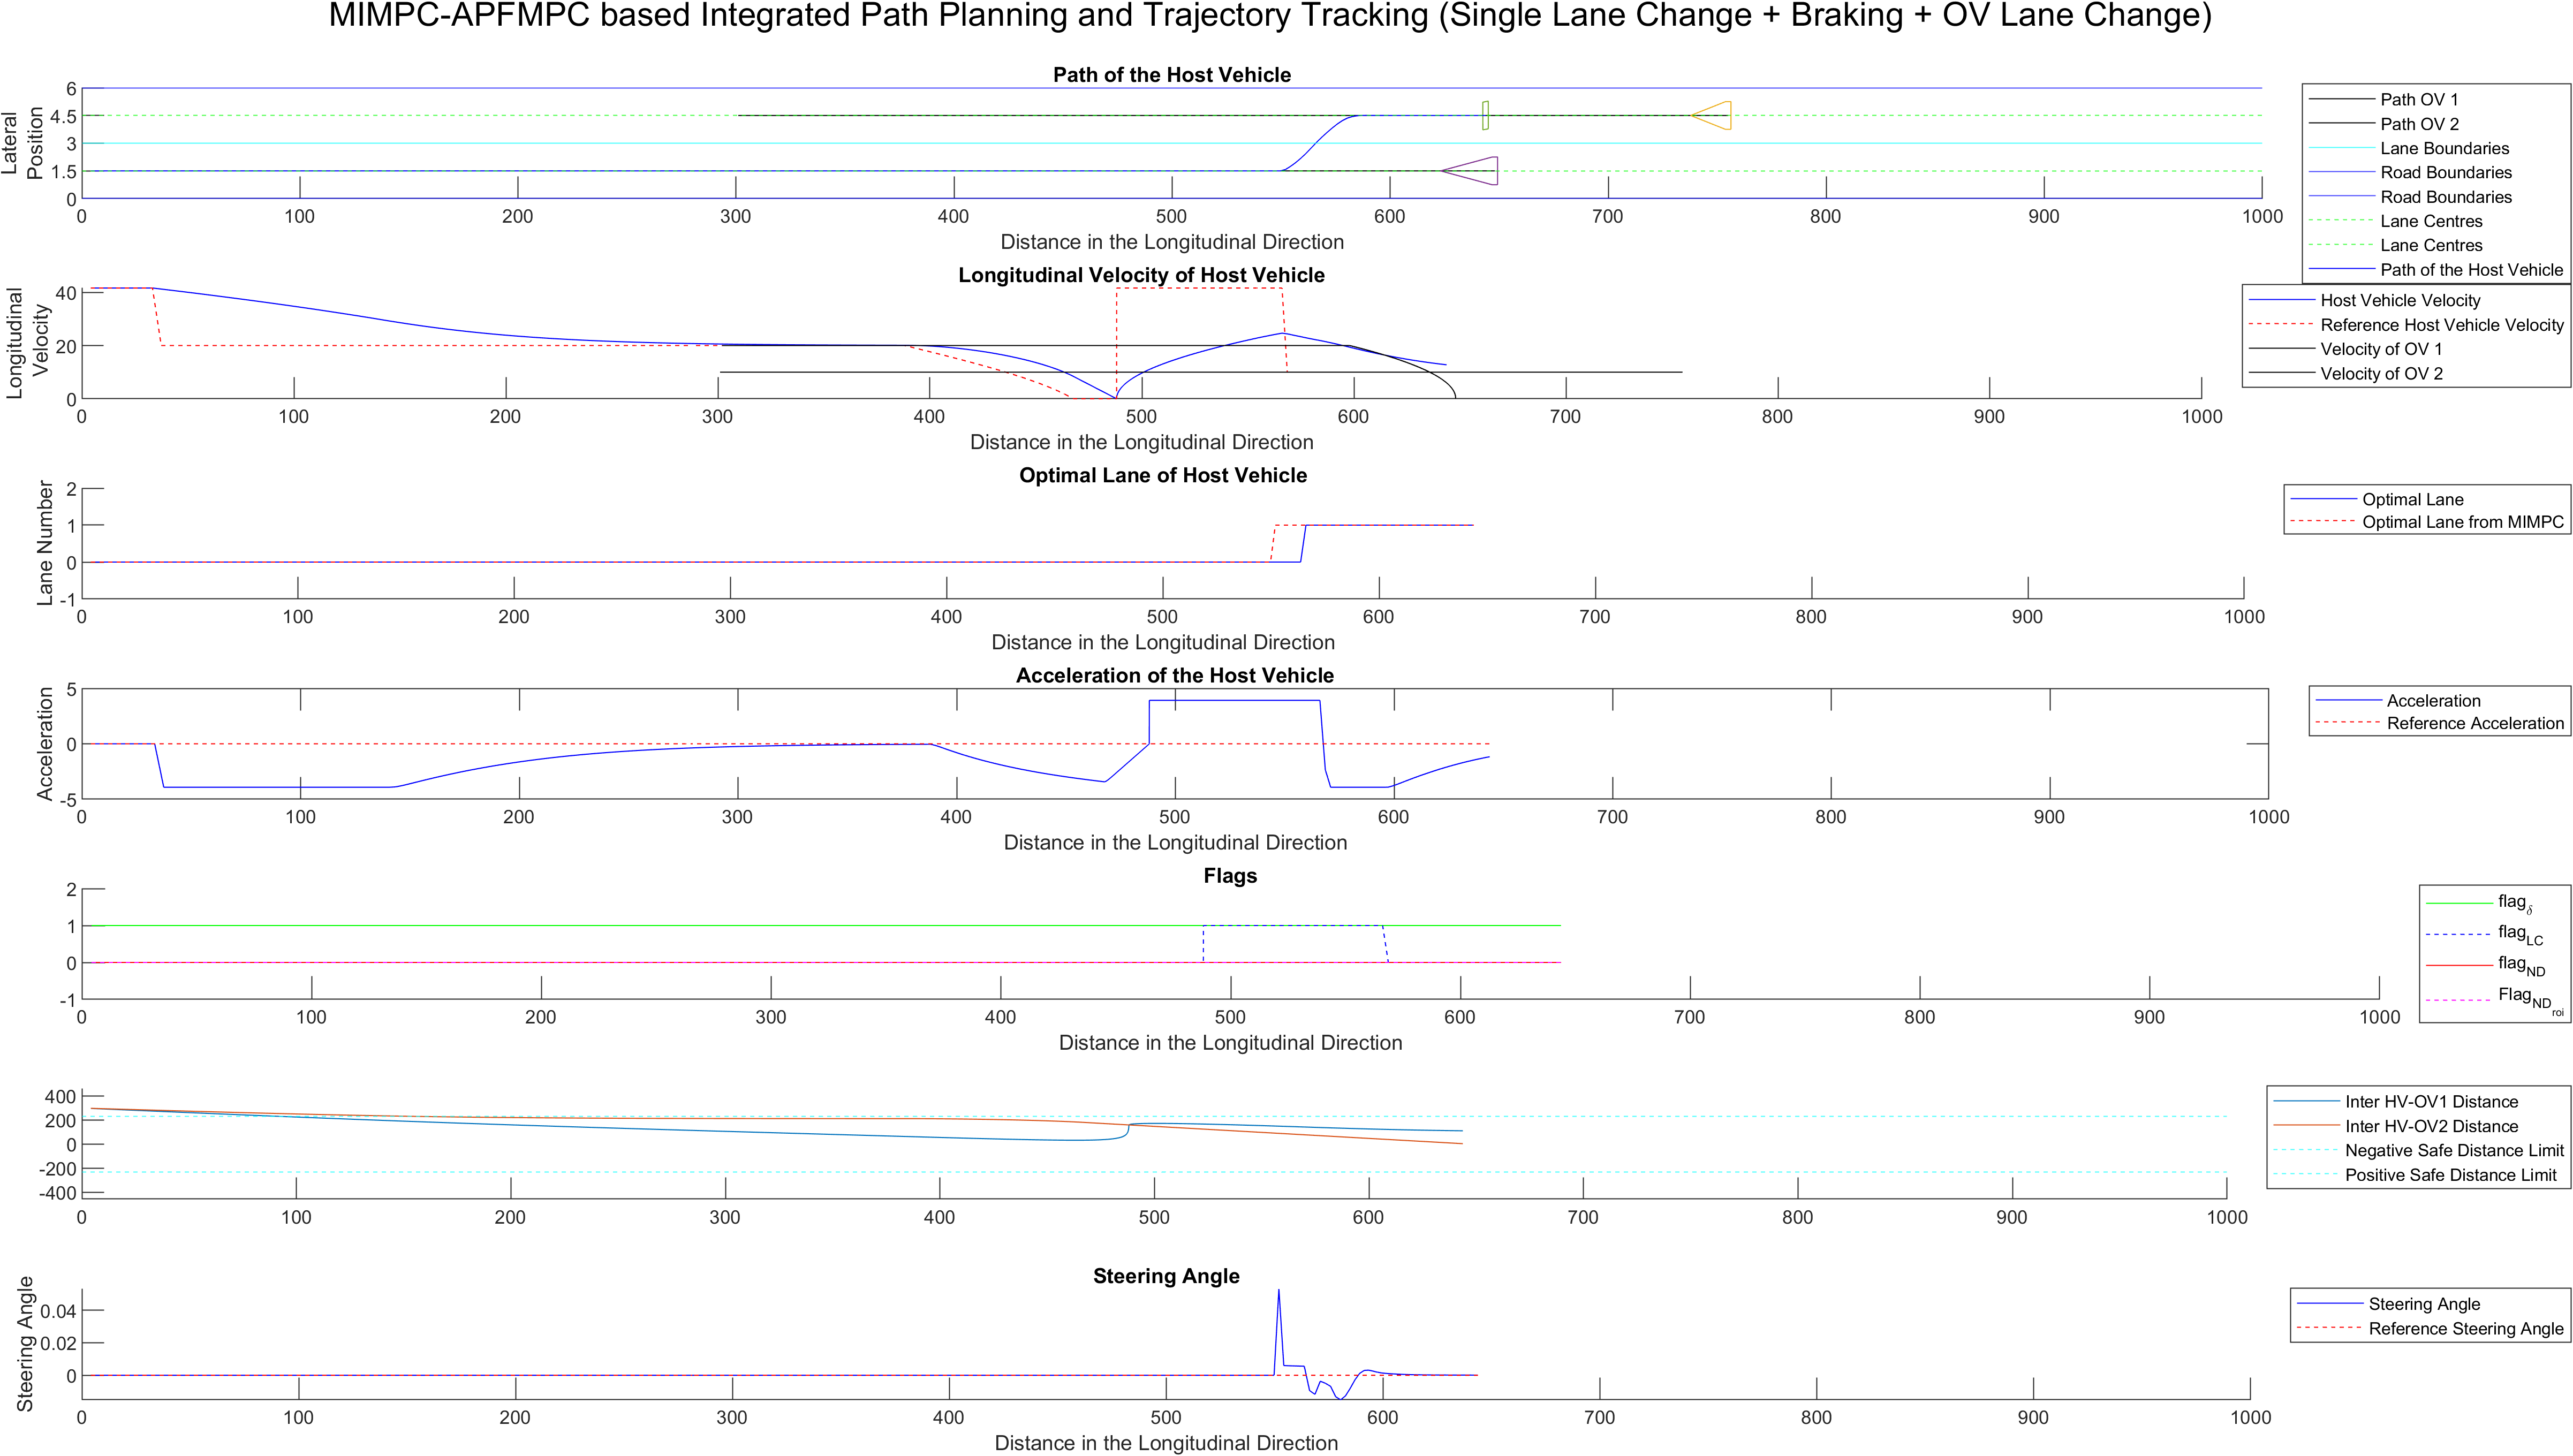 MIMPC-APFMPC based Integrated Path Planning and Trajectory Tracking (Single Lane Change + Braking + OV Lane Change)
Path of the Host Vehicle
Lateral
Position
6
4.5
3
1.5
0
0 100 200 300 400 500 600 700 800 900 1000
Distance in the Longitudinal Direction
Path OV 1
Path OV 2
Lane Boundaries
Road Boundaries
Road Boundaries
Lane Centres
Lane Centres
Path of the Host Vehicle
Longitudinal Velocity of Host Vehicle
Longitudinal
Velocity
40
20
0
0 100 200 300 400 500 600 700 800 900 1000
Distance in the Longitudinal Direction
Host Vehicle Velocity
Reference Host Vehicle Velocity
Velocity of OV 1
Velocity of OV 2
Optimal Lane of Host Vehicle
Lane Number
2
1
0
-1
0 100 200 300 400 500 600 700 800 900 1000
Distance in the Longitudinal Direction
Optimal Lane
Optimal Lane from MIMPC
Acceleration of the Host Vehicle
Acceleration
5
0
-5
0 100 200 300 400 500 600 700 800 900 1000
Distance in the Longitudinal Direction
Acceleration
Reference Acceleration
Flags
2
1
0
-1
0 100 200 300 400 500 600 700 800 900 1000
Distance in the Longitudinal Direction
flag_δ
flag_LC
flag_ND
Flag_ND_roi
400
200
0
-200
-400
0 100 200 300 400 500 600 700 800 900 1000
Inter HV-OV1 Distance
Inter HV-OV2 Distance
Negative Safe Distance Limit
Positive Safe Distance Limit
Steering Angle
Steering Angle
0.04
0.02
0
0 100 200 300 400 500 600 700 800 900 1000
Distance in the Longitudinal Direction
Steering Angle
Reference Steering Angle